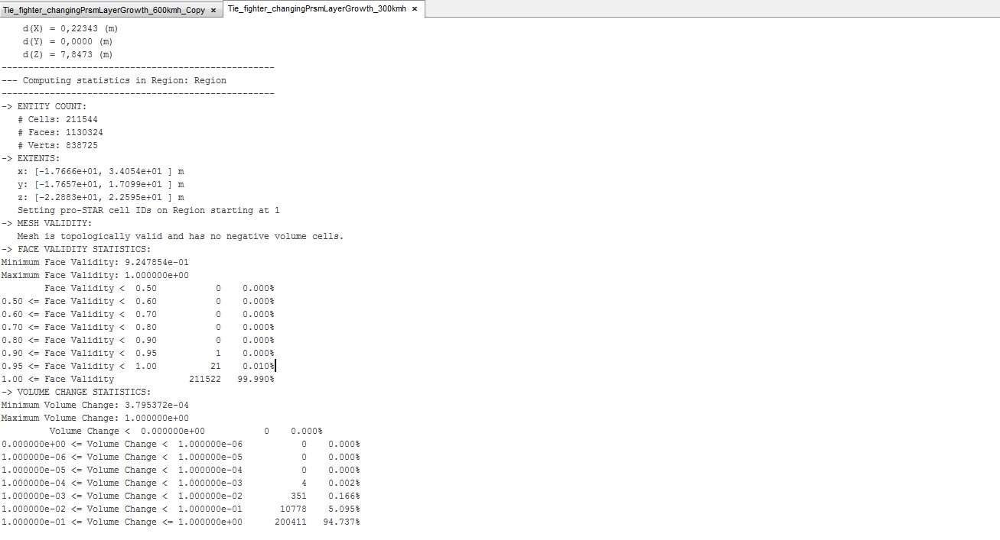 Tie_fighter_changingPrsmLayerGrowth_600kmh_Copy × Tie_fighter_changingPrsmLayerGrowth_300kmh ×
d(X) = 0,22343 (m)
d(Y) = 0,0000 (m)
d(Z) = 7,8473 (m)
---------------------------------------------------
--- Computing statistics in Region: Region
---------------------------------------------------
-> ENTITY COUNT:
# Cells: 211544
# Faces: 1130324
# Verts: 838725
-> EXTENTS:
x: [-1.7666e+01, 3.4054e+01 ] m
y: [-1.7657e+01, 1.7099e+01 ] m
z: [-2.2883e+01, 2.2595e+01 ] m
Setting pro-STAR cell IDs on Region starting at 1
-> MESH VALIDITY:
Mesh is topologically valid and has no negative volume cells.
-> FACE VALIDITY STATISTICS:
Minimum Face Validity: 9.247854e-01
Maximum Face Validity: 1.000000e+00
Face Validity < 0.50 0 0.000%
0.50 <= Face Validity < 0.60 0 0.000%
0.60 <= Face Validity < 0.70 0 0.000%
0.70 <= Face Validity < 0.80 0 0.000%
0.80 <= Face Validity < 0.90 0 0.000%
0.90 <= Face Validity < 0.95 1 0.000%
0.95 <= Face Validity < 1.00 21 0.010%
1.00 <= Face Validity 211522 99.990%
-> VOLUME CHANGE STATISTICS:
Minimum Volume Change: 3.795372e-04
Maximum Volume Change: 1.000000e+00
Volume Change < 0.000000e+00 0 0.000%
0.000000e+00 <= Volume Change < 1.000000e-06 0 0.000%
1.000000e-06 <= Volume Change < 1.000000e-05 0 0.000%
1.000000e-05 <= Volume Change < 1.000000e-04 0 0.000%
1.000000e-04 <= Volume Change < 1.000000e-03 4 0.002%
1.000000e-03 <= Volume Change < 1.000000e-02 351 0.166%
1.000000e-02 <= Volume Change < 1.000000e-01 10778 5.095%
1.000000e-01 <= Volume Change <= 1.000000e+00 200411 94.737%